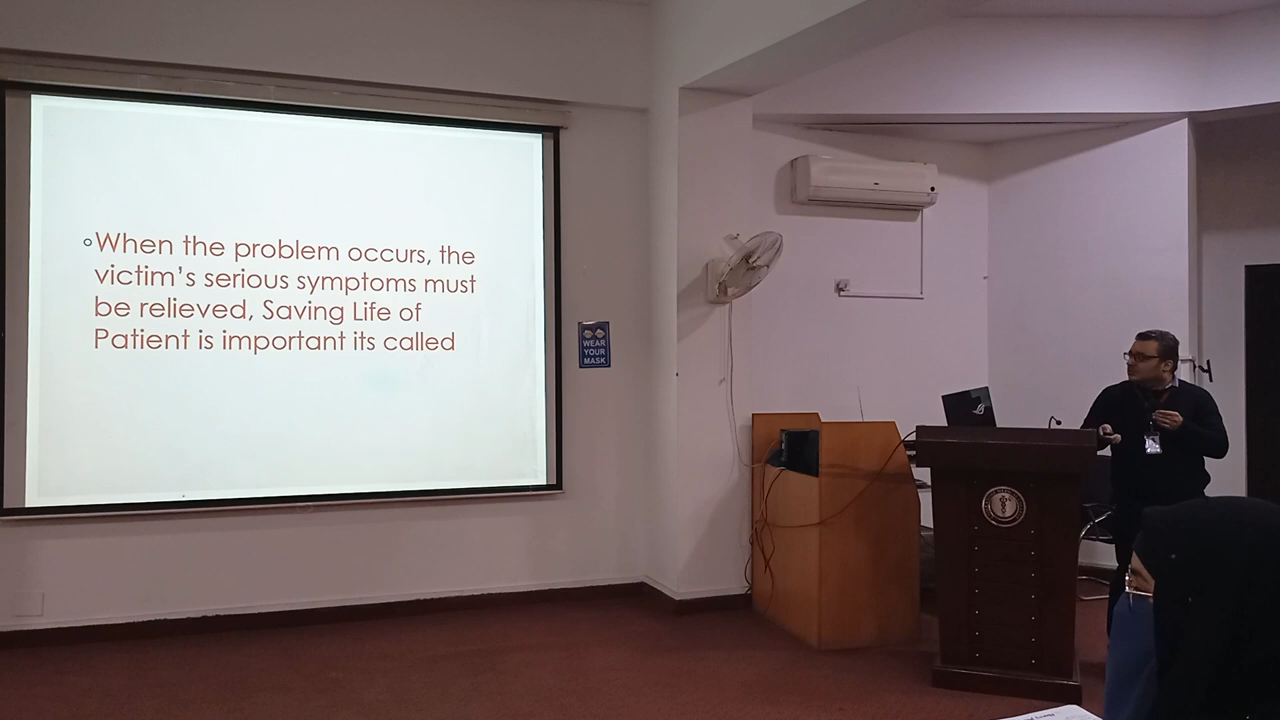 ◦When the problem occurs, the
victim’s serious symptoms must
be relieved, Saving Life of
Patient is important its called
WEAR
YOUR
MASK